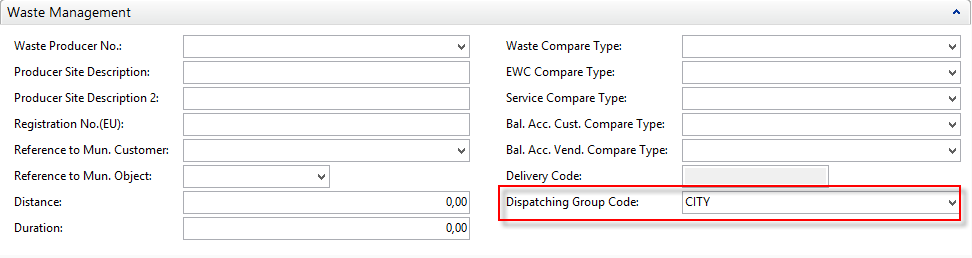 Waste Management
Waste Producer No.:
Producer Site Description:
Producer Site Description 2:
Registration No.(EU):
Reference to Mun. Customer:
Reference to Mun. Object:
Distance: 0,00
Duration: 0,00
Waste Compare Type:
EWC Compare Type:
Service Compare Type:
Bal. Acc. Cust. Compare Type:
Bal. Acc. Vend. Compare Type:
Delivery Code:
Dispatching Group Code: CITY